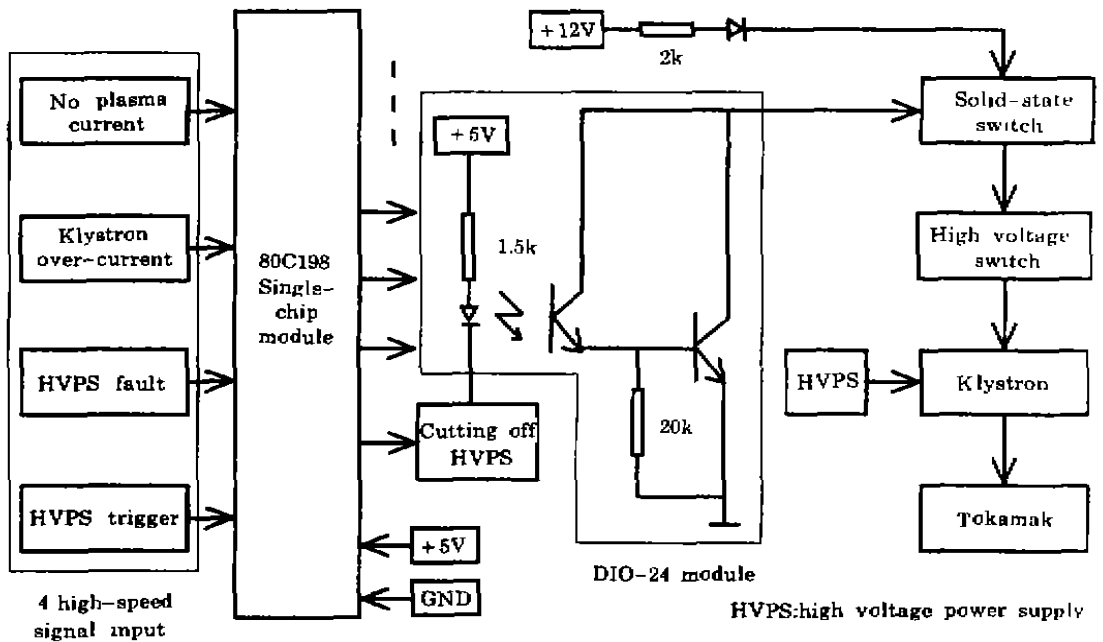 No plasma
current
Klystron
over-current
HVPS fault
HVPS trigger
4 high-speed
signal input
80C198
Single-
chip
module
+5V
1.5k
Cutting off
HVPS
+5V
GND
20k
DIO-24 module
+12V
2k
Solid-state
switch
High voltage
switch
HVPS
Klystron
Tokamak
HVPS:high voltage power supply